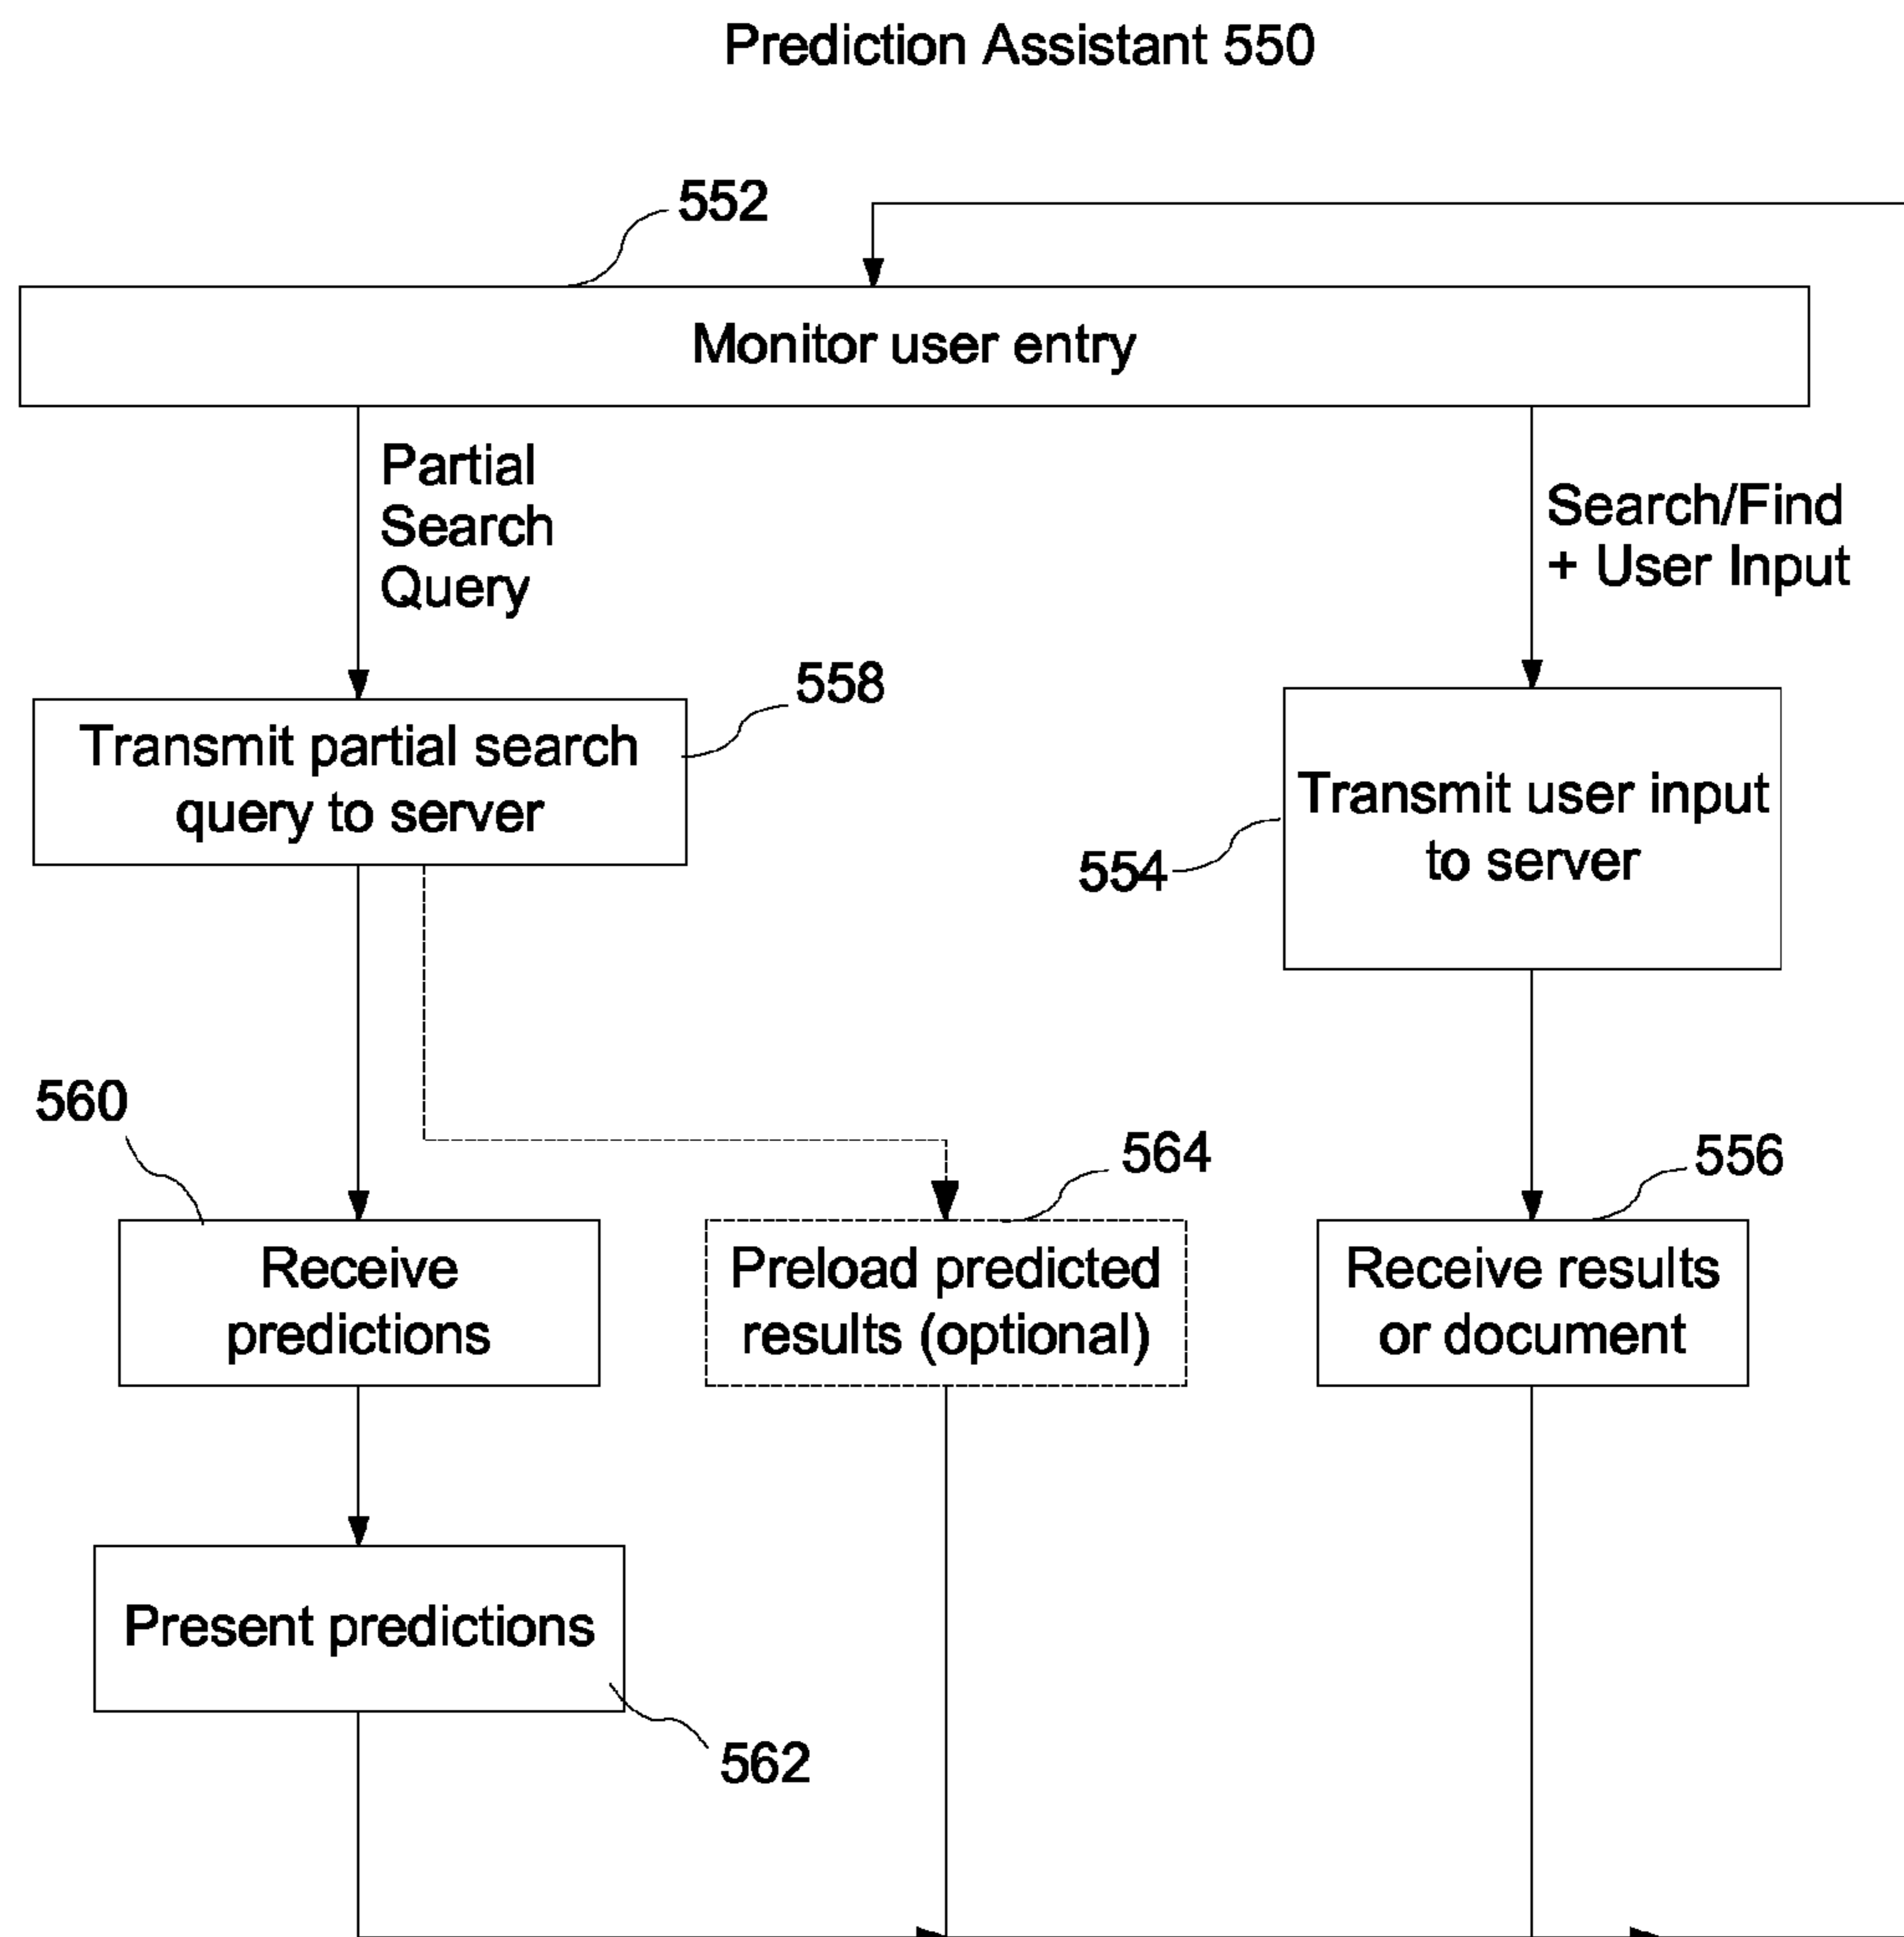 Prediction Assistant 550
552
Monitor user entry
Partial
Search
Query
Search/Find
+ User Input
558
Transmit partial search
query to server
Transmit user input
to server
554
560
564
556
Receive
predictions
Preload predicted
results (optional)
Receive results
or document
Present predictions
562